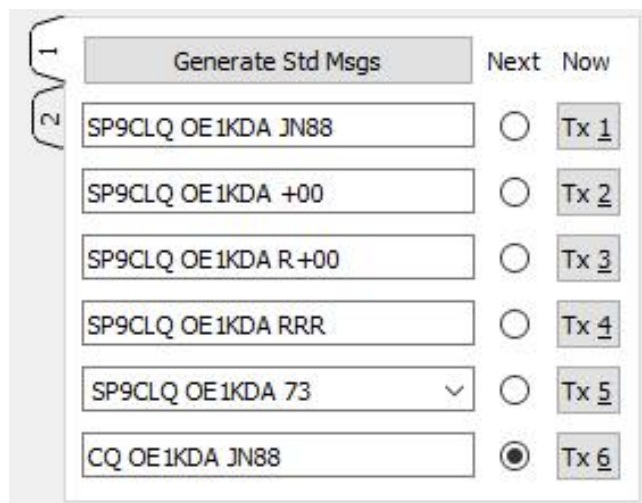 1
2
Generate Std Msgs Next Now
SP9CLQ OE1KDA JN88 Tx 1
SP9CLQ OE1KDA +00 Tx 2
SP9CLQ OE1KDA R+00 Tx 3
SP9CLQ OE1KDA RRR Tx 4
SP9CLQ OE1KDA 73 Tx 5
CQ OE1KDA JN88 Tx 6